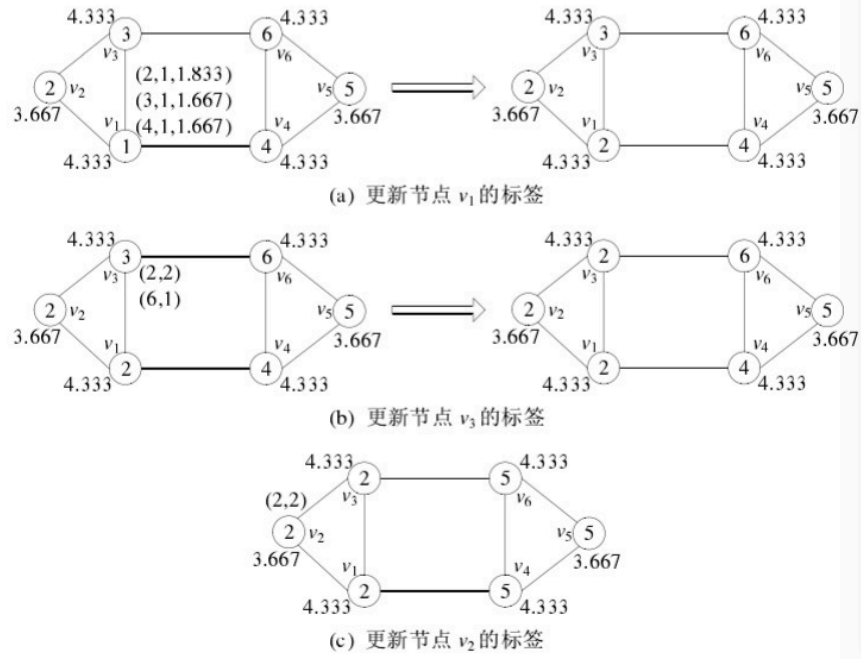 4.333 4.333 4.333 4.333
3 6 3 6
v3 v6 v3 v6
(2,1,1.833)
2 v2 (3,1,1.667) v5 5 2 v2 v5 5
3.667 3.667 3.667 3.667
v1 (4,1,1.667) v4 v1 v4
1 4 2 4
4.333 4.333 4.333 4.333
(a) 更新节点 v1 的标签
4.333 4.333 4.333 4.333
3 6 2 6
v3 (2,2) v6 v3 v6
2 v2 (6,1) v5 5 2 v2 v5 5
3.667 3.667 3.667 3.667
v1 v4 v1 v4
2 4 2 4
4.333 4.333 4.333 4.333
(b) 更新节点 v3 的标签
4.333 4.333
2 5
(2,2) v3 v6
2 v2 v5 5
3.667 3.667
v1 v4
2 5
4.333 4.333
(c) 更新节点 v2 的标签